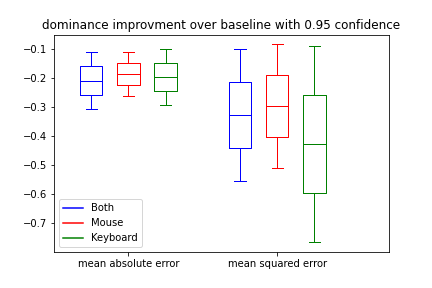 dominance improvment over baseline with 0.95 confidence
−0.1
−0.2
−0.3
−0.4
−0.5
−0.6
−0.7
Both
Mouse
Keyboard
mean absolute error
mean squared error